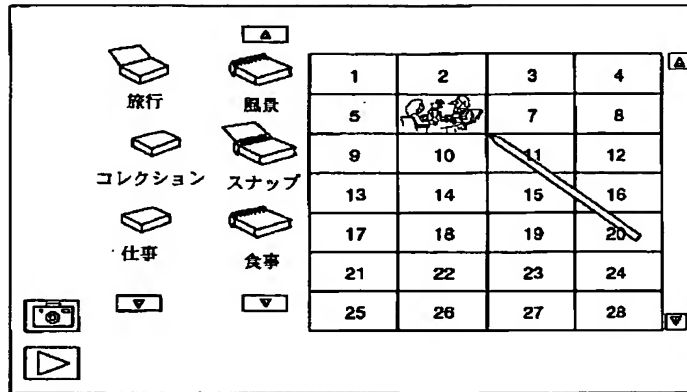 旅行
風景
コレクション
スナップ
仕事
食事
1 2 3 4
5 7 8
9 10 11 12
13 14 15 16
17 18 19 20
21 22 23 24
25 26 27 28